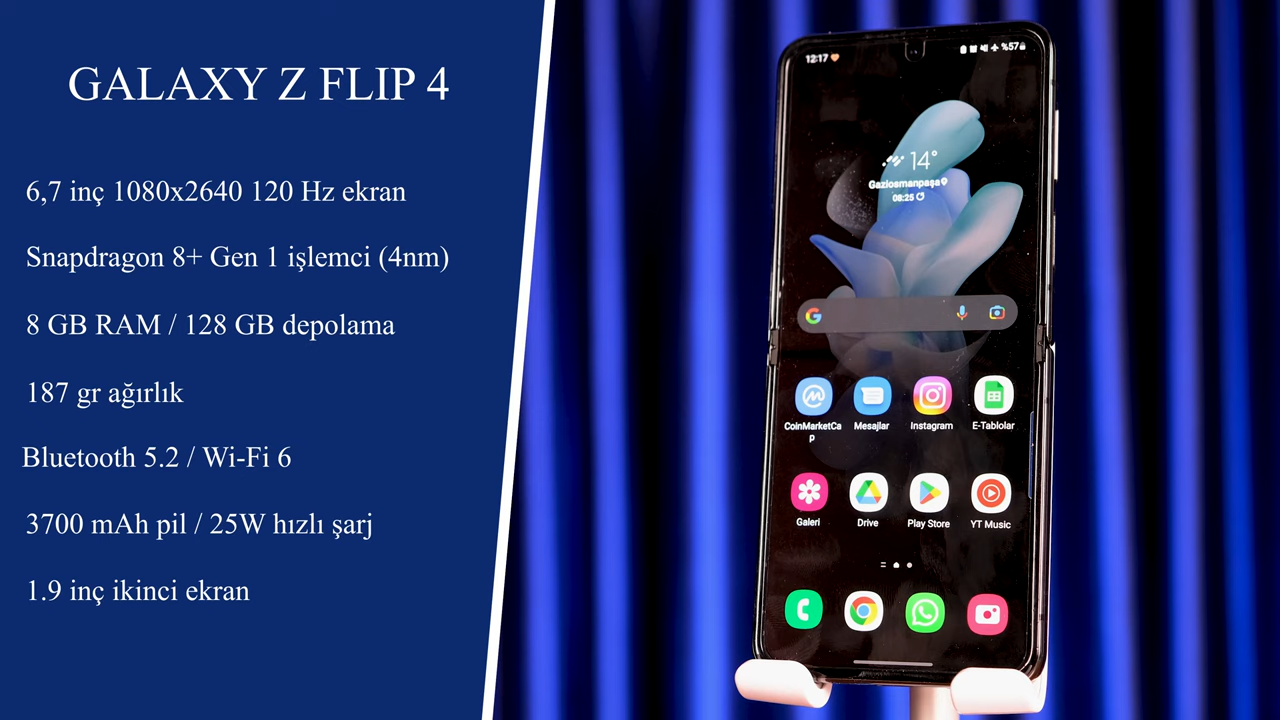 GALAXY Z FLIP 4
6,7 inç 1080x2640 120 Hz ekran
Snapdragon 8+ Gen 1 işlemci (4nm)
8 GB RAM / 128 GB depolama
187 gr ağırlık
Bluetooth 5.2 / Wi-Fi 6
3700 mAh pil / 25W hızlı şarj
1.9 inç ikinci ekran
12:17 %57
14°
Gaziosmanpaşa
08:25
CoinMarketCa
p
Mesajlar Instagram E-Tablolar
Galeri Drive Play Store YT Music